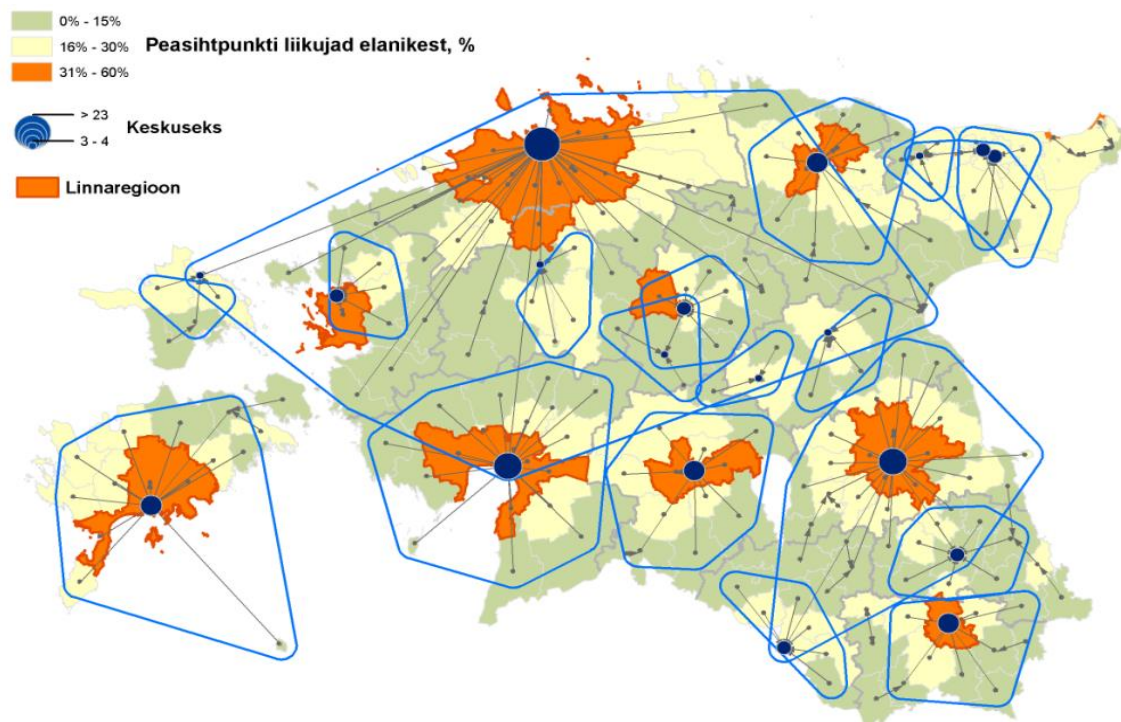 0% - 15%
16% - 30%
31% - 60%
Peasihtpunkti liikujad elanikest, %
> 23
3 - 4
Keskuseks
Linnaregioon